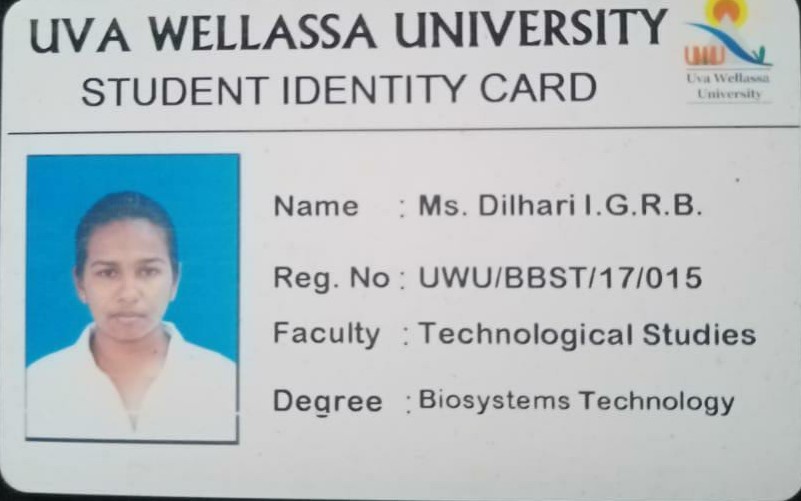 UVA WELLASSA UNIVERSITY
STUDENT IDENTITY CARD
UWU
Uva Wellassa
University
Name : Ms. Dilhari I.G.R.B.
Reg. No : UWU/BBST/17/015
Faculty : Technological Studies
Degree : Biosystems Technology